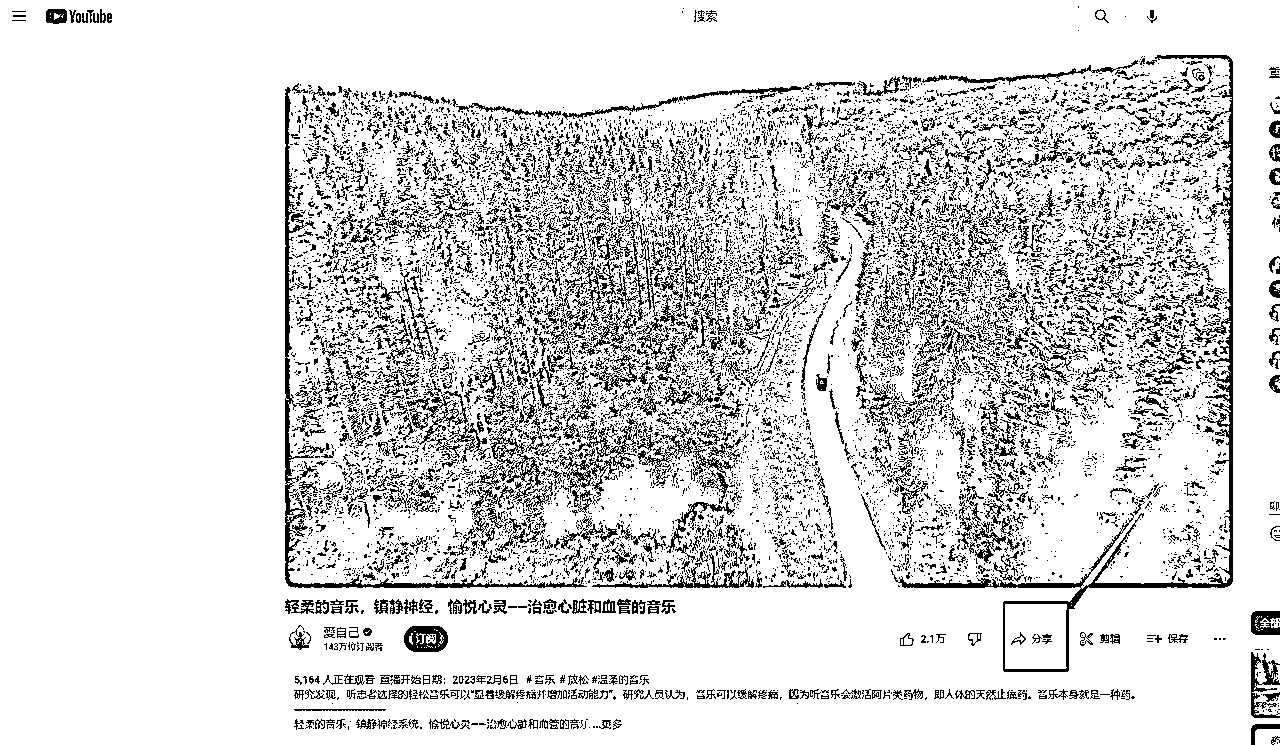 YouTube
搜索
轻柔的音乐，镇静神经，愉悦心灵——治愈心脏和血管的音乐
愛自己
143万位订阅者
订阅
2.1万
分享
剪辑
保存
5,164 人正在观看 直播开始日期：2023年2月6日 #音乐 #放松 #温柔的音乐
研究发现，听患者选择的轻松音乐可以“显着缓解疼痛并增加活动能力”。研究人员认为，音乐可以缓解疼痛，因为听音乐会激活阿片类药物，即人体的天然止痛药。音乐本身就是一种药。
轻柔的音乐，镇静神经系统，愉悦心灵——治愈心脏和血管的音乐 ...更多
全部